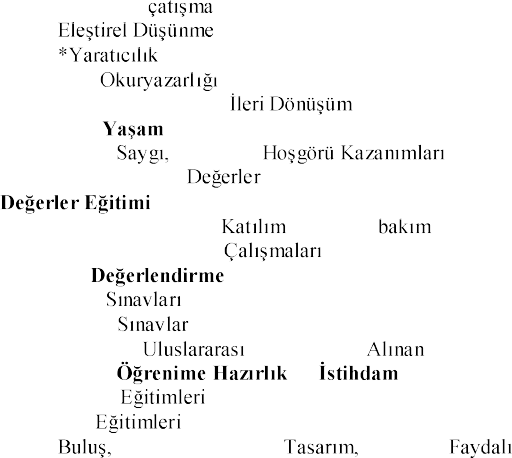 çatışma
Eleştirel Düşünme
*Yaratıcılık
Okuryazarlığı
İleri Dönüşüm
Yaşam
Saygı, Hoşgörü Kazanımları
Değerler
Değerler Eğitimi
Katılım bakım
Çalışmaları
Değerlendirme
Sınavları
Sınavlar
Uluslararası Alınan
Öğrenime Hazırlık İstihdam
Eğitimleri
Eğitimleri
Buluş, Tasarım, Faydalı